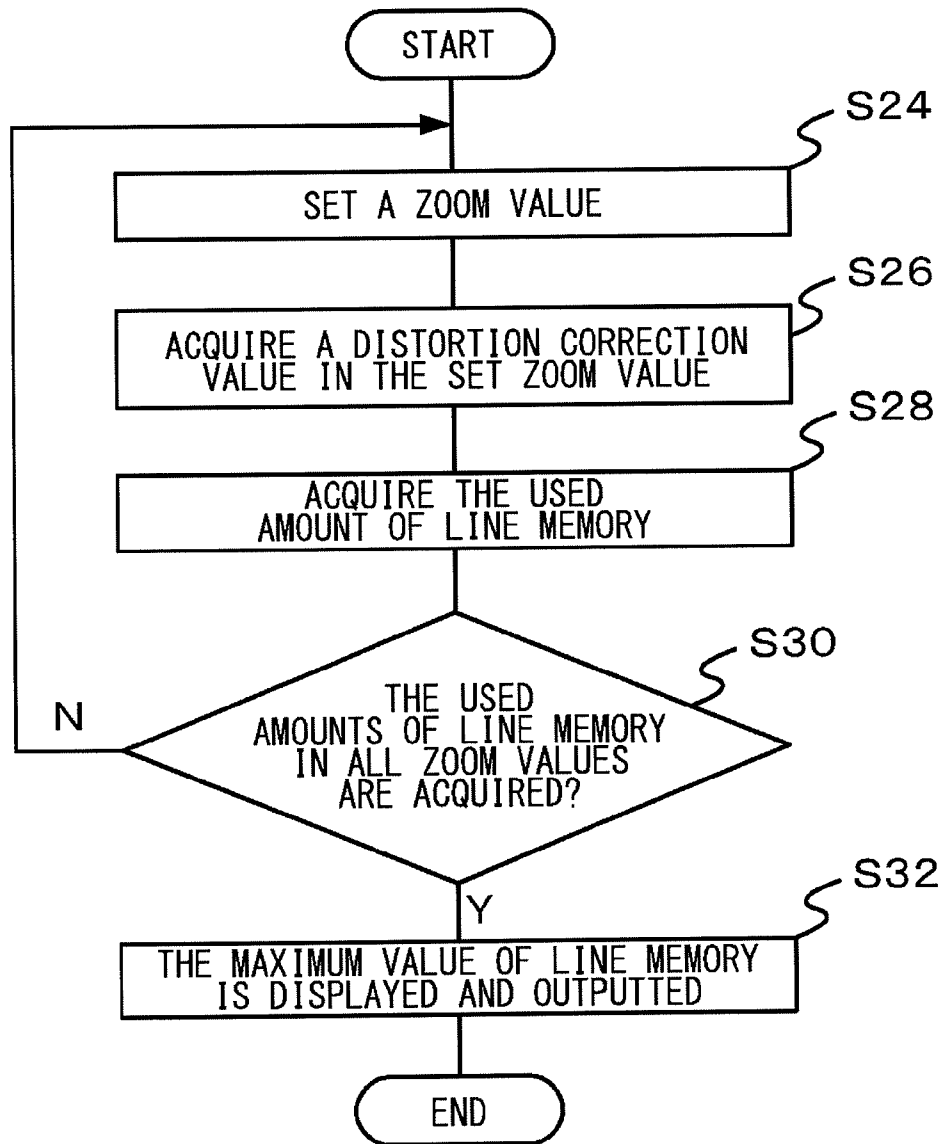 START
S24
SET A ZOOM VALUE
S26
ACQUIRE A DISTORTION CORRECTION
VALUE IN THE SET ZOOM VALUE
S28
ACQUIRE THE USED
AMOUNT OF LINE MEMORY
S30
THE USED
AMOUNTS OF LINE MEMORY
IN ALL ZOOM VALUES
ARE ACQUIRED?
N
Y
S32
THE MAXIMUM VALUE OF LINE MEMORY
IS DISPLAYED AND OUTPUTTED
END